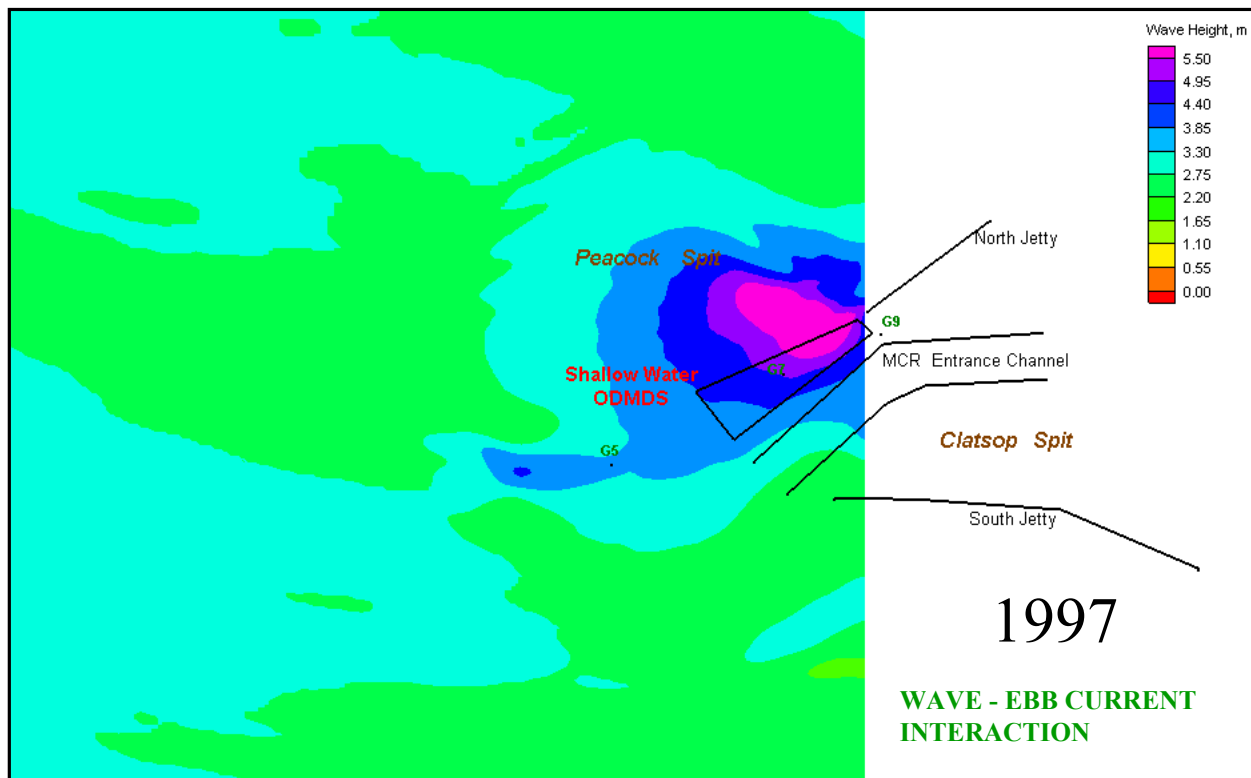 Wave Height, m
5.50
4.95
4.40
3.85
3.30
2.75
2.20
1.65
1.10
0.55
0.00
North Jetty
Peacock Spit
G9
MCR Entrance Channel
Shallow Water
ODMDS
G5
Clatsop Spit
South Jetty
1997
WAVE - EBB CURRENT
INTERACTION